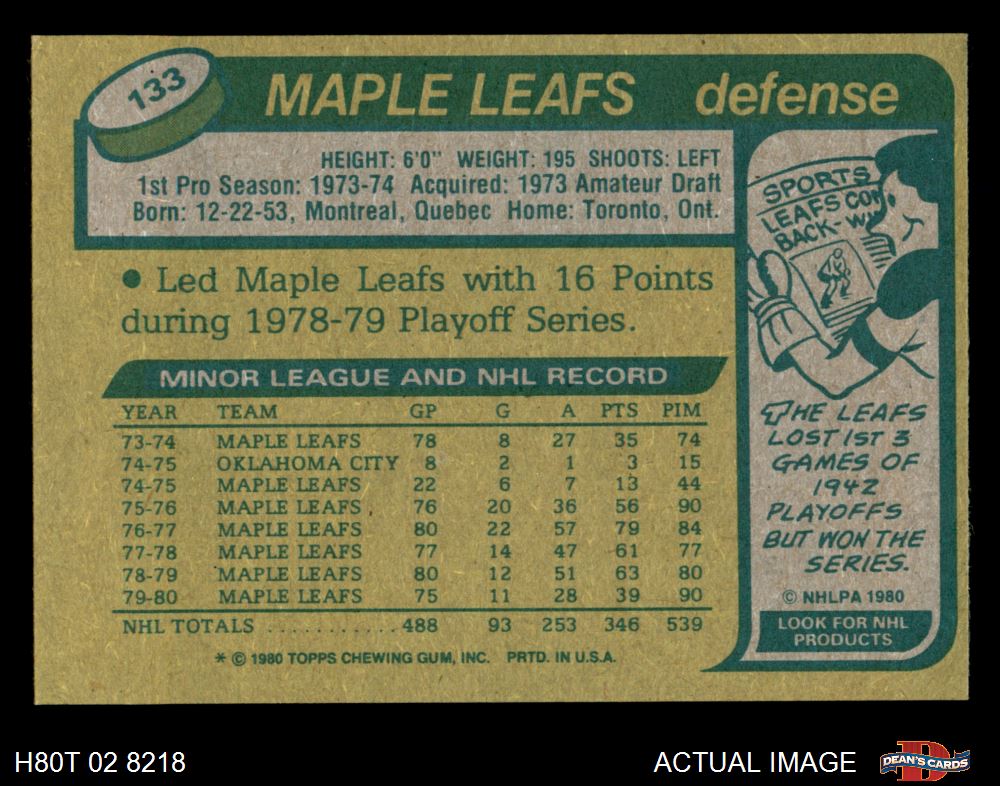 133
MAPLE LEAFS defense
HEIGHT: 6'0" WEIGHT: 195 SHOOTS: LEFT
1st Pro Season: 1973-74 Acquired: 1973 Amateur Draft
Born: 12-22-53, Montreal, Quebec Home: Toronto, Ont.
• Led Maple Leafs with 16 Points
during 1978-79 Playoff Series.
MINOR LEAGUE AND NHL RECORD
YEAR TEAM GP G A PTS PIM
73-74 MAPLE LEAFS 78 8 27 35 74
74-75 OKLAHOMA CITY 8 2 1 3 15
74-75 MAPLE LEAFS 22 6 7 13 44
75-76 MAPLE LEAFS 76 20 36 56 90
76-77 MAPLE LEAFS 80 22 57 79 84
77-78 MAPLE LEAFS 77 14 47 61 77
78-79 MAPLE LEAFS 80 12 51 63 80
79-80 MAPLE LEAFS 75 11 28 39 90
NHL TOTALS ........... 488 93 253 346 539
* © 1980 TOPPS CHEWING GUM, INC. PRTD. IN U.S.A.
SPORTS
LEAFS COM
BACK-W
THE LEAFS
LOST 1ST 3
GAMES OF
1942
PLAYOFFS
BUT WON THE
SERIES.
© NHLPA 1980
LOOK FOR NHL
PRODUCTS
H80T 02 8218
ACTUAL IMAGE
D
DEAN'S CARDS